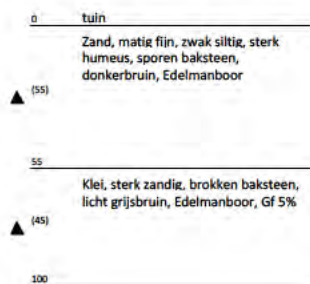 0 tuin
Zand, matig fijn, zwak siltig, sterk
humeus, sporen baksteen,
donkerbruin, Edelmanboor
(55)
55
Klei, sterk zandig, brokken baksteen,
licht grijsbruin, Edelmanboor, Gf 5%
(45)
100